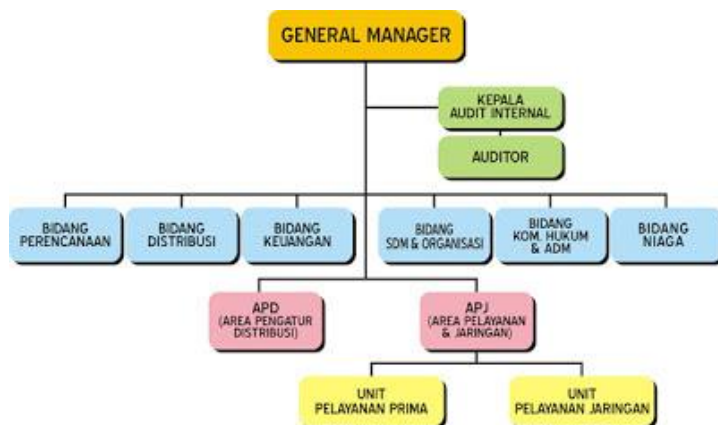 GENERAL MANAGER
KEPALA
AUDIT INTERNAL
AUDITOR
BIDANG
PERENCANAAN
BIDANG
DISTRIBUSI
BIDANG
KEUANGAN
BIDANG
SDM & ORGANISASI
BIDANG
KOM. HUKUM
& ADM
BIDANG
NIAGA
APD
(AREA PENGATUR
DISTRIBUSI)
APJ
(AREA PELAYANAN
& JARINGAN)
UNIT
PELAYANAN PRIMA
UNIT
PELAYANAN JARINGAN